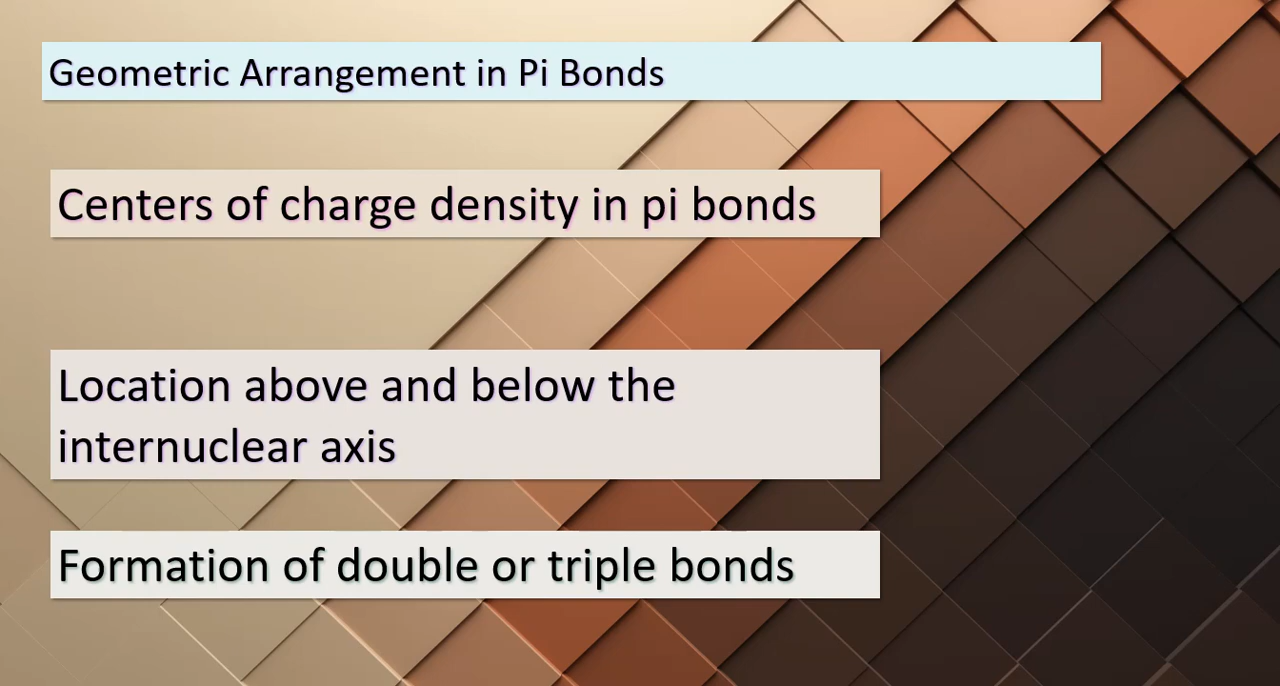 Geometric Arrangement in Pi Bonds
Centers of charge density in pi bonds
Location above and below the
internuclear axis
Formation of double or triple bonds